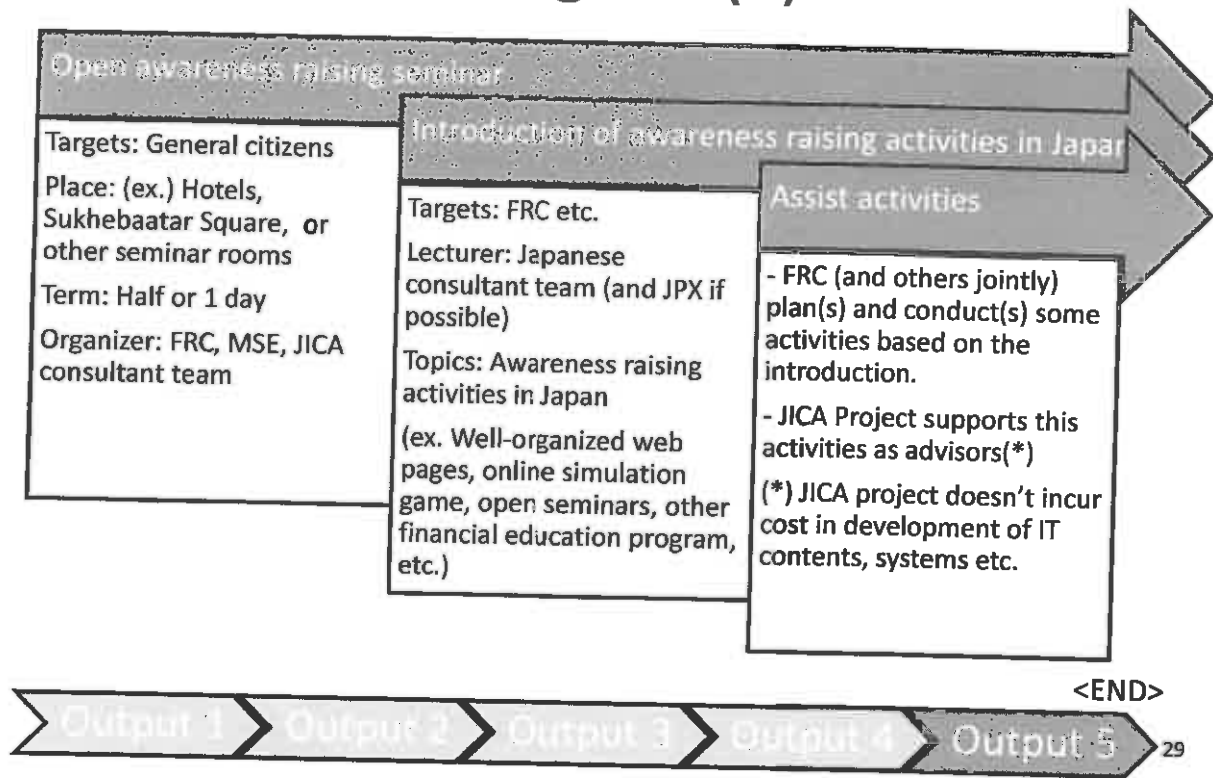 Open awareness raising seminar
Targets: General citizens
Place: (ex.) Hotels,
Sukhebaatar Square, or
other seminar rooms
Term: Half or 1 day
Organizer: FRC, MSE, JICA
consultant team
Introduction of awareness raising activities in Japan
Targets: FRC etc.
Lecturer: Japanese
consultant team (and JPX if
possible)
Topics: Awareness raising
activities in Japan
(ex. Well-organized web
pages, online simulation
game, open seminars, other
financial education program,
etc.)
Assist activities
- FRC (and others jointly)
plan(s) and conduct(s) some
activities based on the
introduction.
- JICA Project supports this
activities as advisors(*)
(*) JICA project doesn't incur
cost in development of IT
contents, systems etc.
<END>
Output 1 Output 2 Output 3 Output 4 Output 5
29